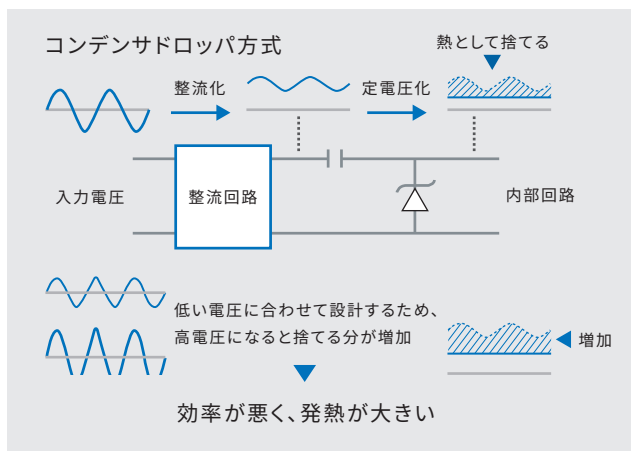 コンデンサドロッパ方式
熱として捨てる
整流化
定電圧化
入力電圧
整流回路
内部回路
低い電圧に合わせて設計するため、
高電圧になると捨てる分が増加
増加
効率が悪く、発熱が大きい